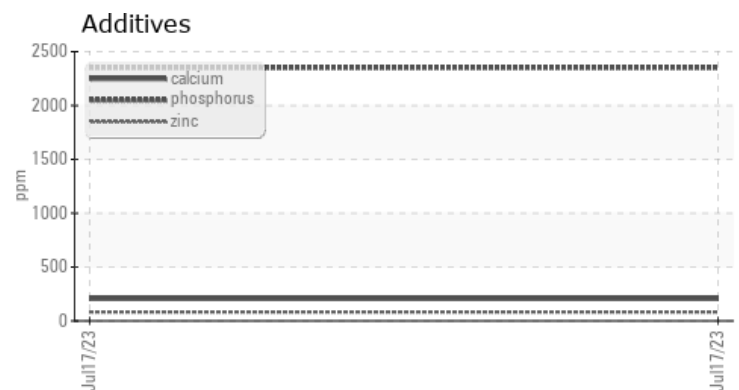 Additives
2500
2000
1500
1000
500
0
ppm
calcium
phosphorus
zinc
Jul17/23
Jul17/23